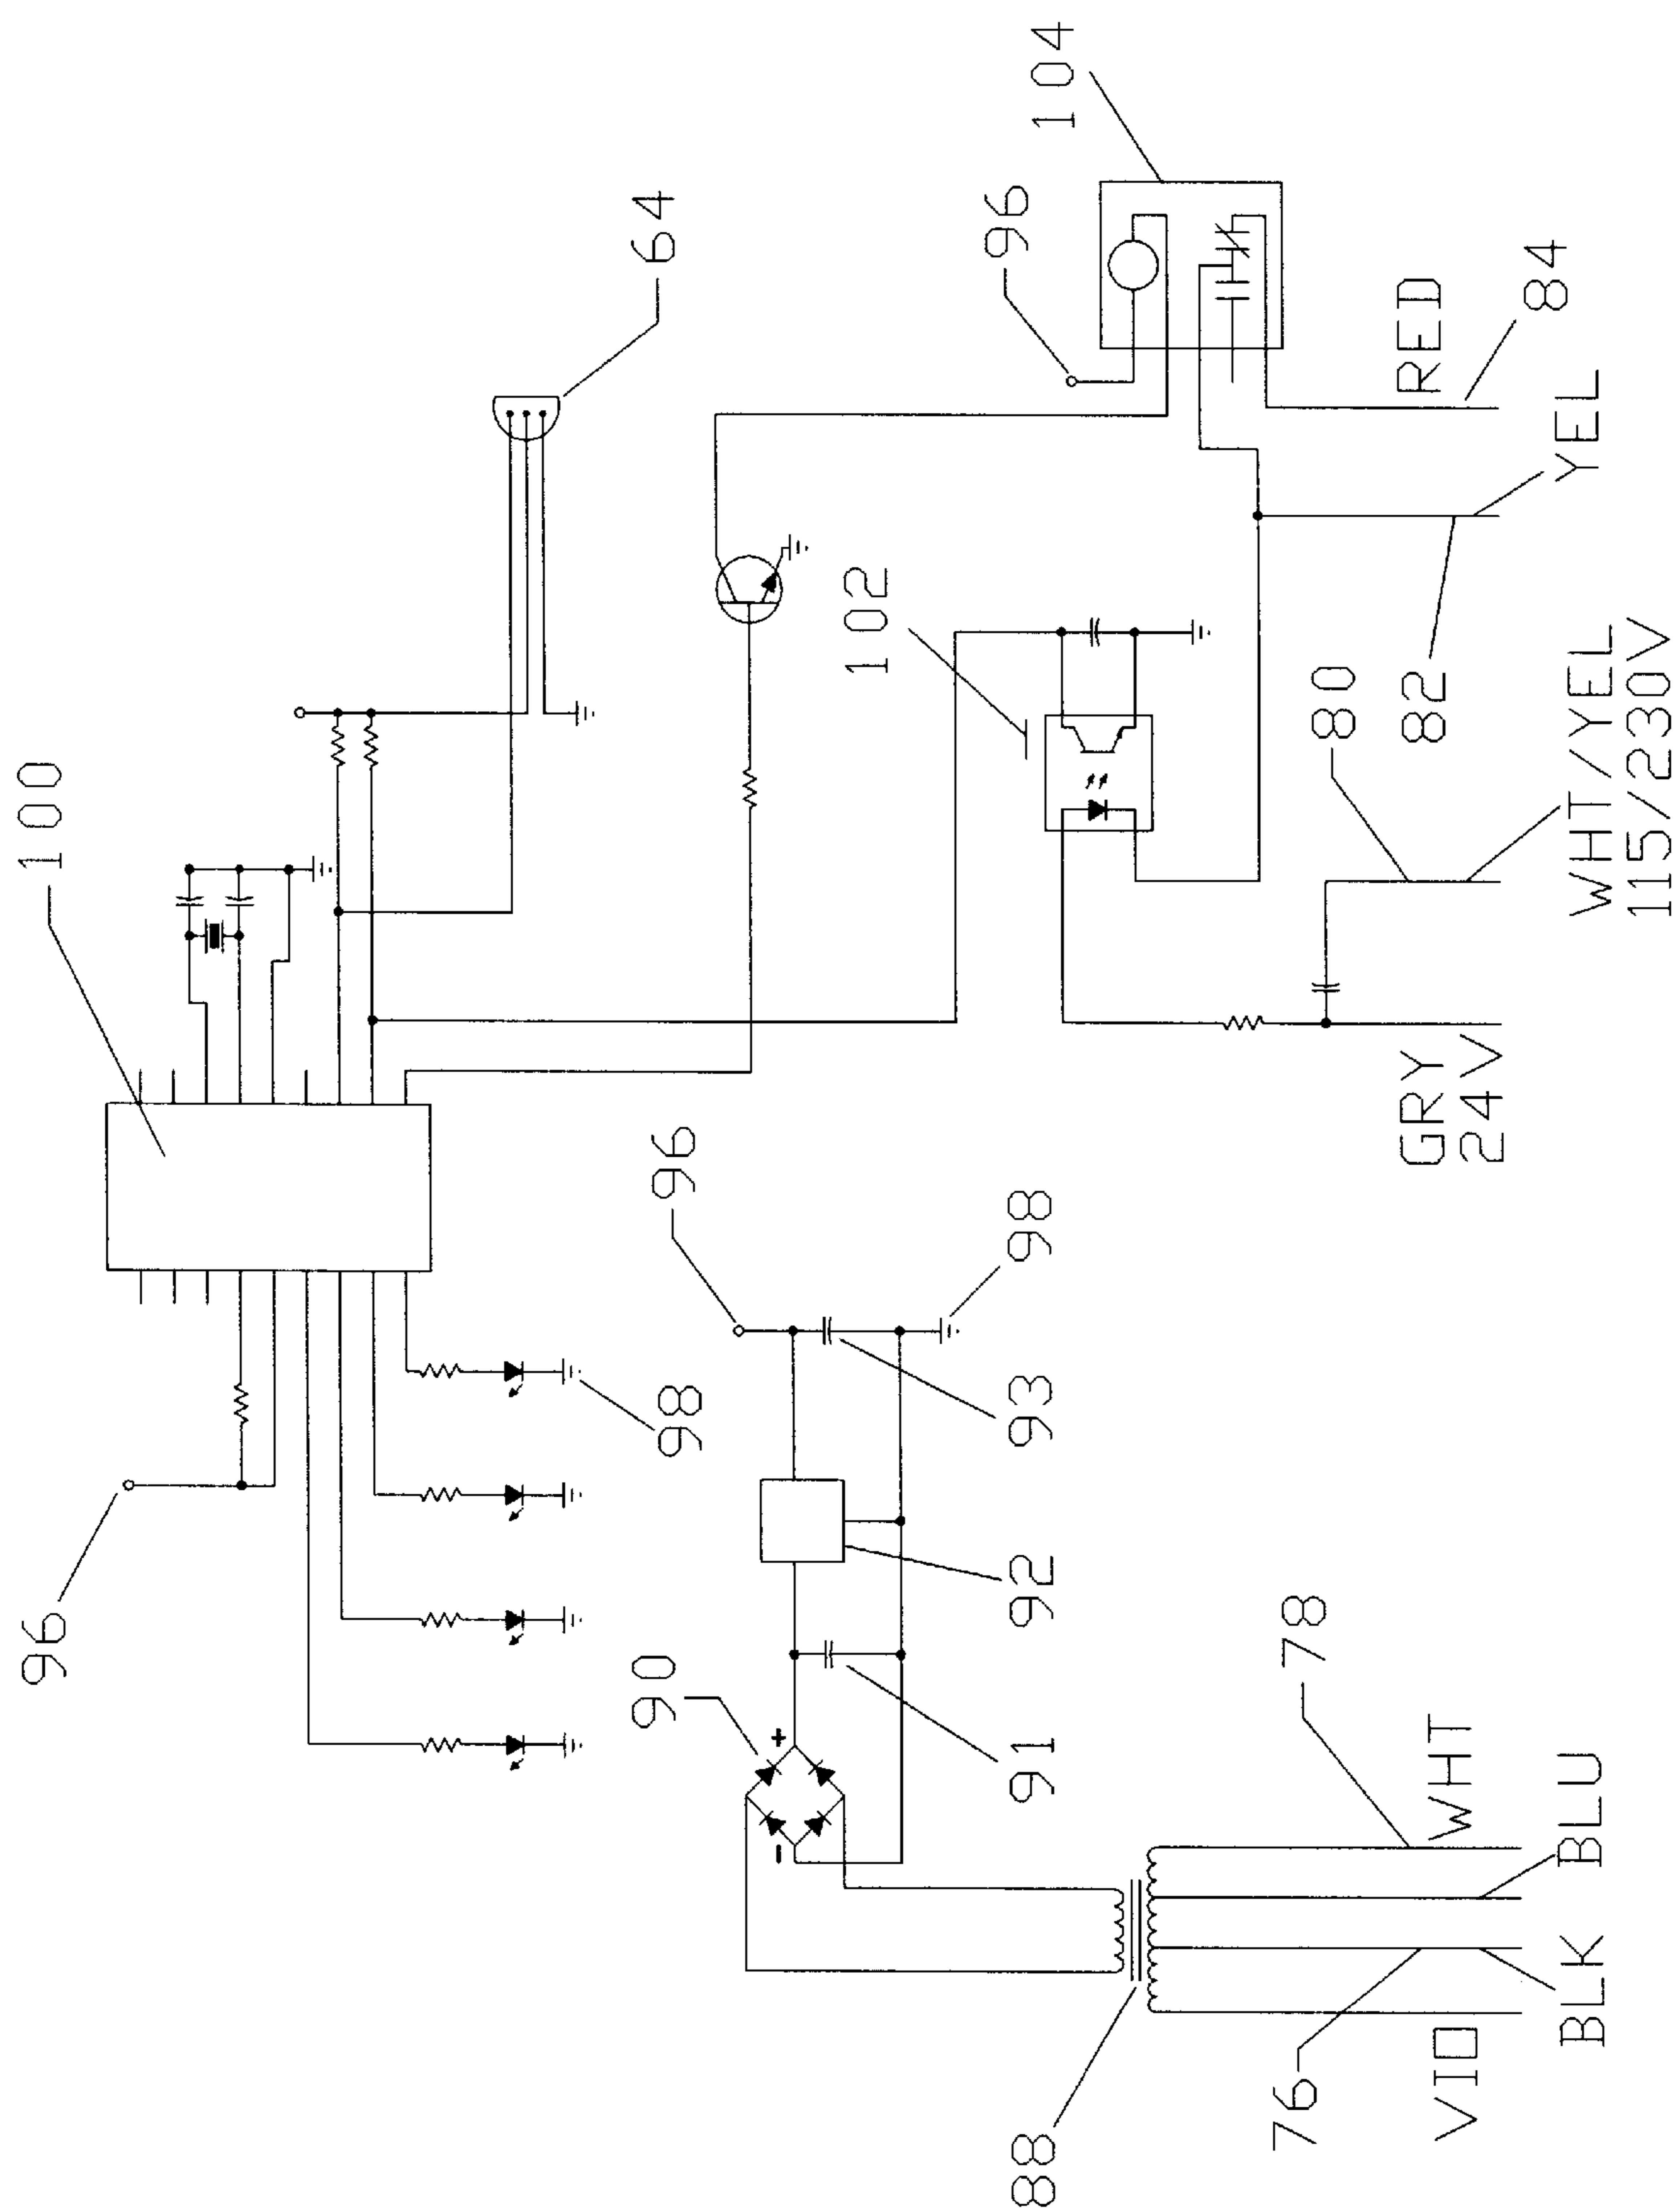 100
96
64
98
96
90
91
92
93
98
102
96
104
88
76
78
80
82
84
VIO
BLK
BLU
WHT
GRY
24V
WHT/YEL
115/230V
YEL
RED
+
-